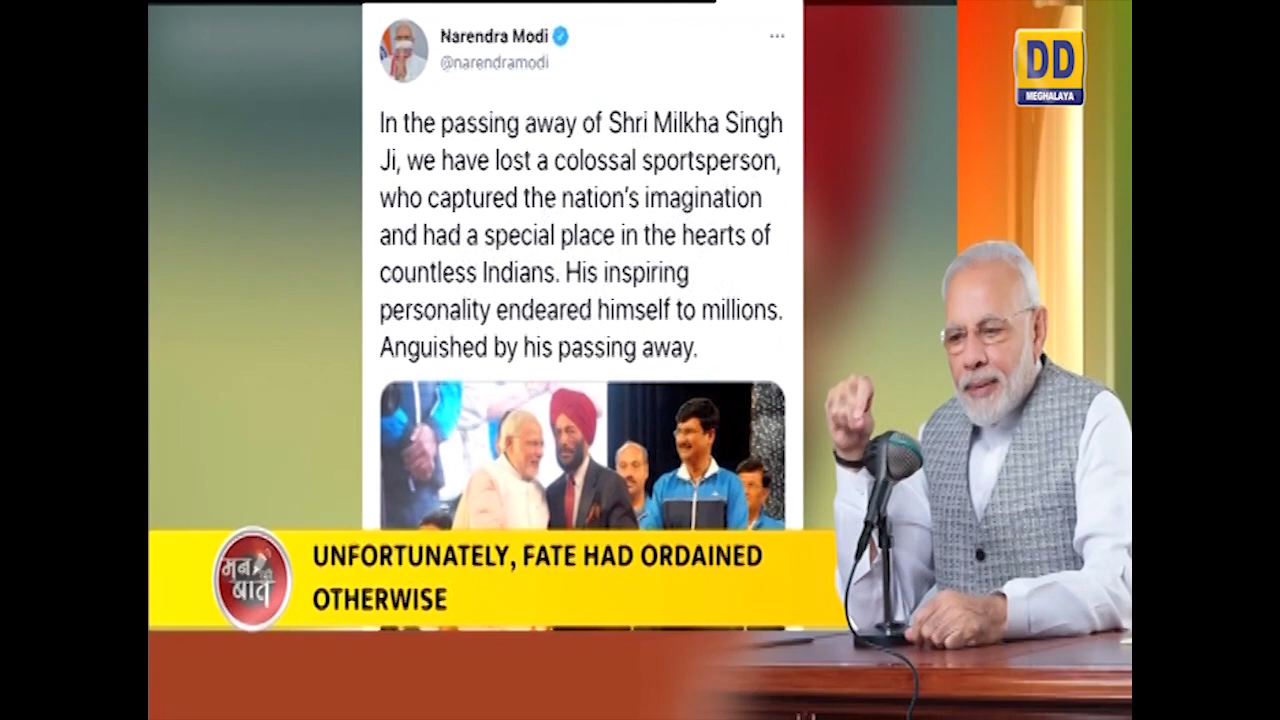 Narendra Modi
@narendramodi
DD
MEGHALAYA
In the passing away of Shri Milkha Singh
Ji, we have lost a colossal sportsperson,
who captured the nation's imagination
and had a special place in the hearts of
countless Indians. His inspiring
personality endeared himself to millions.
Anguished by his passing away.
मन की
बात
UNFORTUNATELY, FATE HAD ORDAINED
OTHERWISE